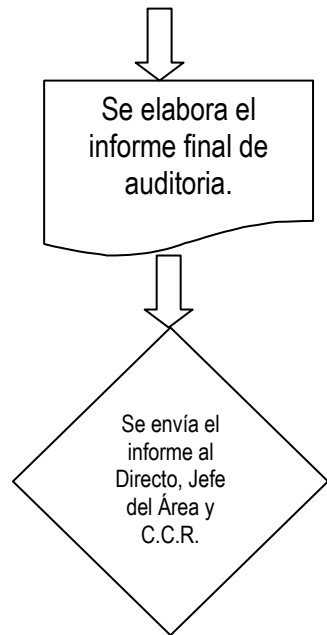 Se elabora el
informe final de
auditoria.
Se envía el
informe al
Directo, Jefe
del Área y
C.C.R.